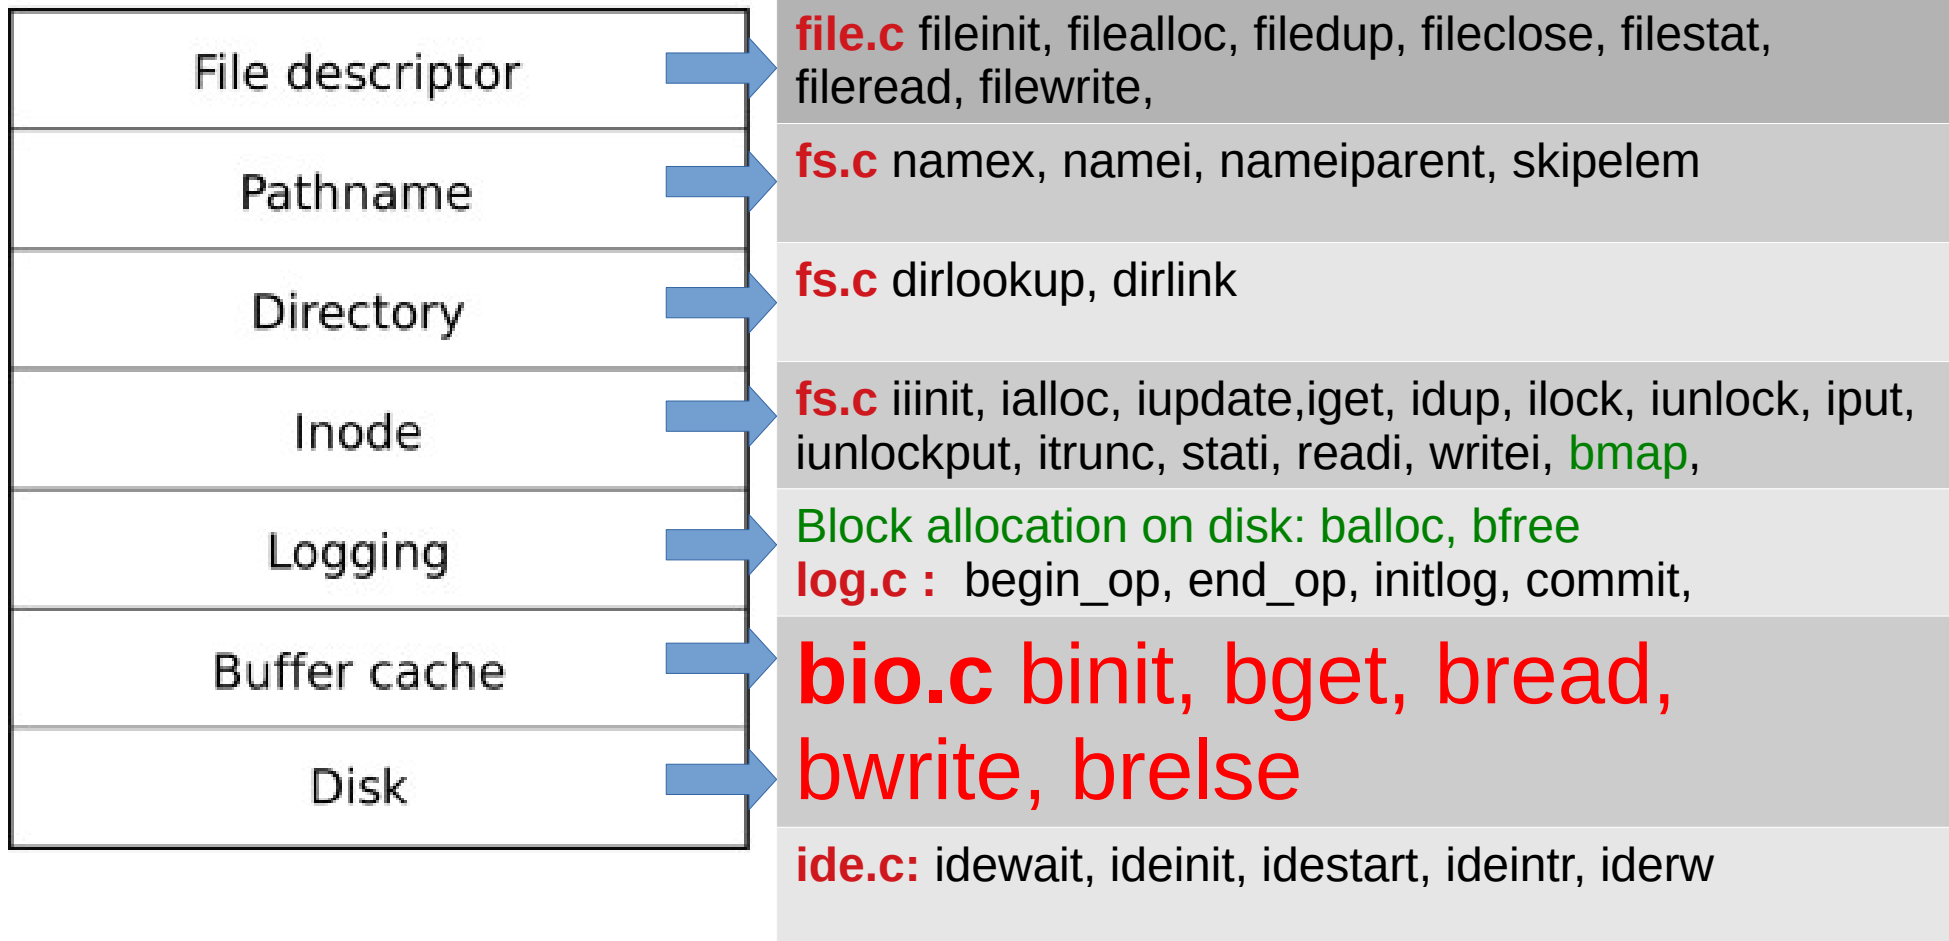 File descriptor
file.c fileinit, filealloc, filedup, fileclose, filestat,
fileread, filewrite,
Pathname
fs.c namex, namei, nameiparent, skipelem
Directory
fs.c dirlookup, dirlink
Inode
fs.c iiinit, ialloc, iupdate,iget, idup, ilock, iunlock, iput,
iunlockput, itrunc, stati, readi, writei, bmap,
Logging
Block allocation on disk: balloc, bfree
log.c :  begin_op, end_op, initlog, commit,
Buffer cache
bio.c binit, bget, bread,
bwrite, brelse
Disk
ide.c: idewait, ideinit, idestart, ideintr, iderw